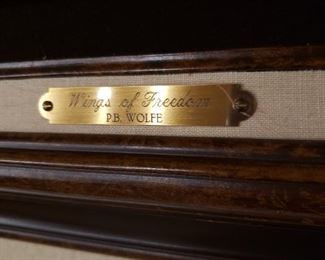 Wings of Freedom
P.B. WOLFE